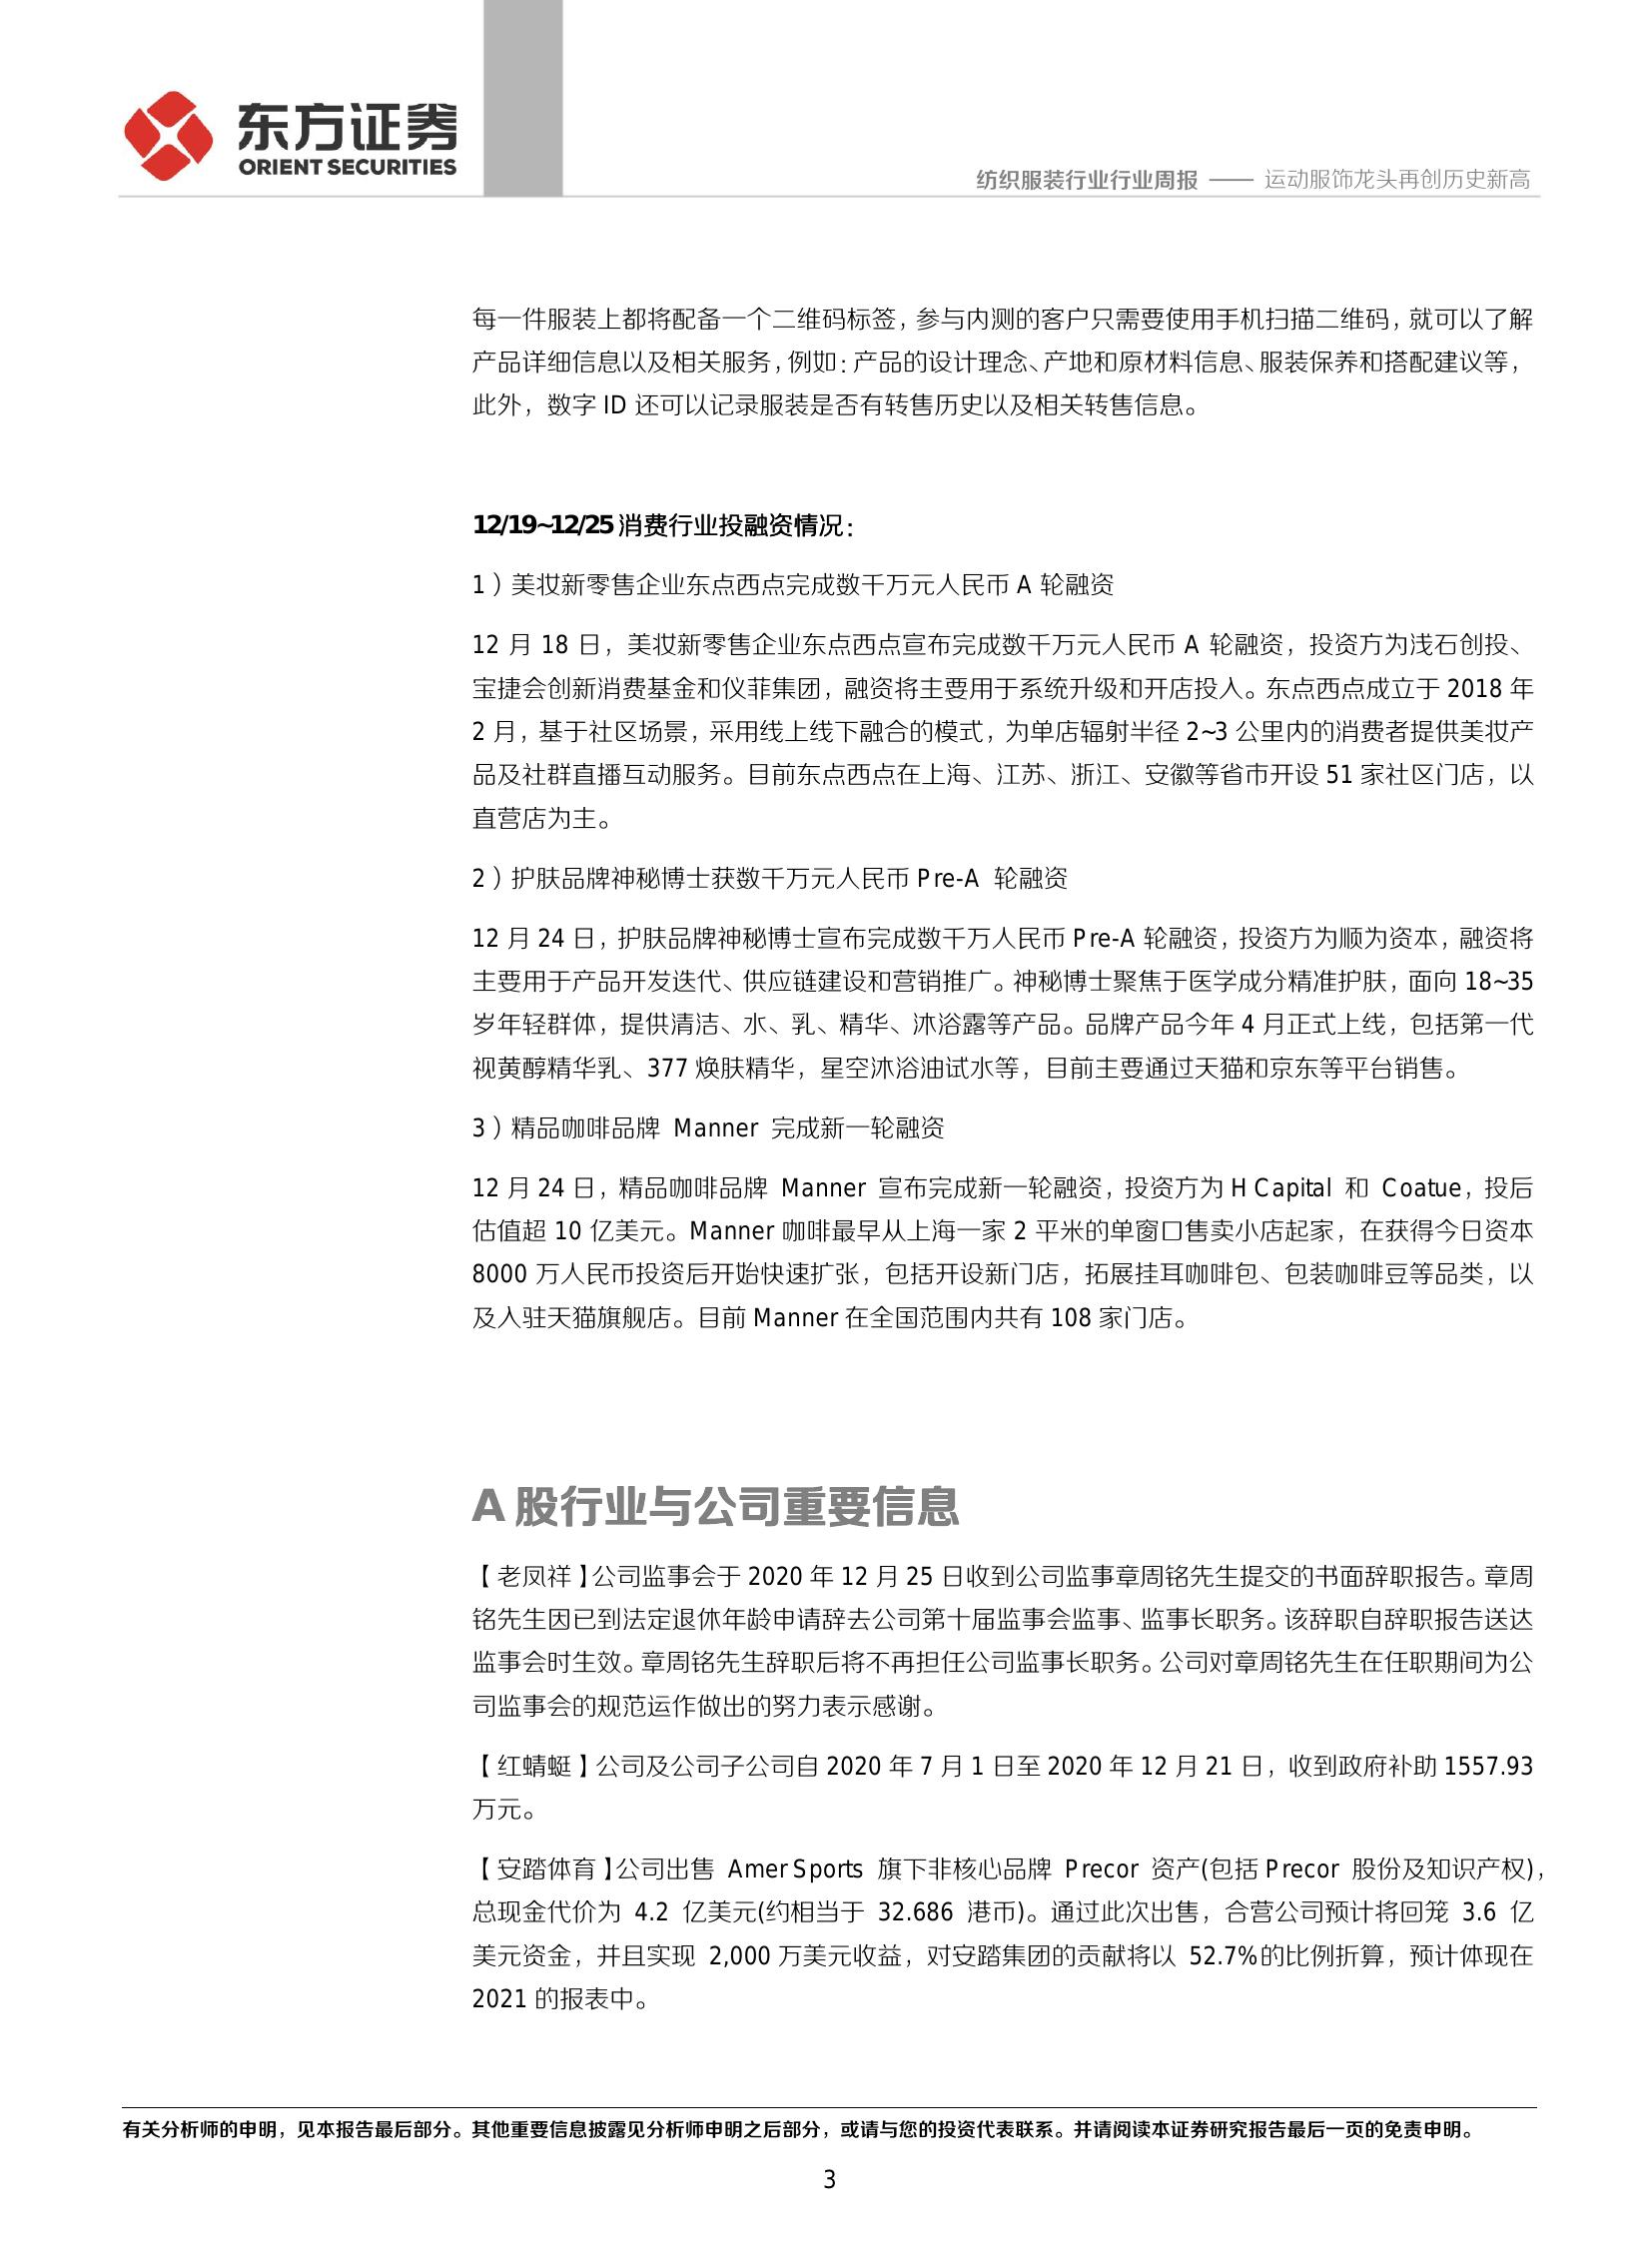 东方证券
ORIENT SECURITIES
纺织服装行业行业周报 —— 运动服饰龙头再创历史新高
每一件服装上都将配备一个二维码标签，参与内测的客户只需要使用手机扫描二维码，就可以了解
产品详细信息以及相关服务，例如：产品的设计理念、产地和原材料信息、服装保养和搭配建议等，
此外，数字 ID 还可以记录服装是否有转售历史以及相关转售信息。
12/19~12/25 消费行业投融资情况：
1）美妆新零售企业东点西点完成数千万元人民币 A 轮融资
12 月 18 日，美妆新零售企业东点西点宣布完成数千万元人民币 A 轮融资，投资方为浅石创投、
宝捷会创新消费基金和仪菲集团，融资将主要用于系统升级和开店投入。东点西点成立于 2018 年
2 月，基于社区场景，采用线上线下融合的模式，为单店辐射半径 2~3 公里内的消费者提供美妆产
品及社群直播互动服务。目前东点西点在上海、江苏、浙江、安徽等省市开设 51 家社区门店，以
直营店为主。
2）护肤品牌神秘博士获数千万元人民币 Pre-A 轮融资
12 月 24 日，护肤品牌神秘博士宣布完成数千万人民币 Pre-A 轮融资，投资方为顺为资本，融资将
主要用于产品开发迭代、供应链建设和营销推广。神秘博士聚焦于医学成分精准护肤，面向 18~35
岁年轻群体，提供清洁、水、乳、精华、沐浴露等产品。品牌产品今年 4 月正式上线，包括第一代
视黄醇精华乳、377 焕肤精华，星空沐浴油试水等，目前主要通过天猫和京东等平台销售。
3）精品咖啡品牌 Manner 完成新一轮融资
12 月 24 日，精品咖啡品牌 Manner 宣布完成新一轮融资，投资方为 H Capital 和 Coatue，投后
估值超 10 亿美元。Manner 咖啡最早从上海一家 2 平米的单窗口售卖小店起家，在获得今日资本
8000 万人民币投资后开始快速扩张，包括开设新门店，拓展挂耳咖啡包、包装咖啡豆等品类，以
及入驻天猫旗舰店。目前 Manner 在全国范围内共有 108 家门店。
A 股行业与公司重要信息
【老凤祥】公司监事会于 2020 年 12 月 25 日收到公司监事章周铭先生提交的书面辞职报告。章周
铭先生因已到法定退休年龄申请辞去公司第十届监事会监事、监事长职务。该辞职自辞职报告送达
监事会时生效。章周铭先生辞职后将不再担任公司监事长职务。公司对章周铭先生在任职期间为公
司监事会的规范运作做出的努力表示感谢。
【红蜻蜓】公司及公司子公司自 2020 年 7 月 1 日至 2020 年 12 月 21 日，收到政府补助 1557.93
万元。
【安踏体育】公司出售 Amer Sports 旗下非核心品牌 Precor 资产(包括 Precor 股份及知识产权)，
总现金代价为 4.2 亿美元(约相当于 32.686 港币)。通过此次出售，合营公司预计将回笼 3.6 亿
美元资金，并且实现 2,000 万美元收益，对安踏集团的贡献将以 52.7%的比例折算，预计体现在
2021 的报表中。
有关分析师的申明，见本报告最后部分。其他重要信息披露见分析师申明之后部分，或请与您的投资代表联系。并请阅读本证券研究报告最后一页的免责申明。
3